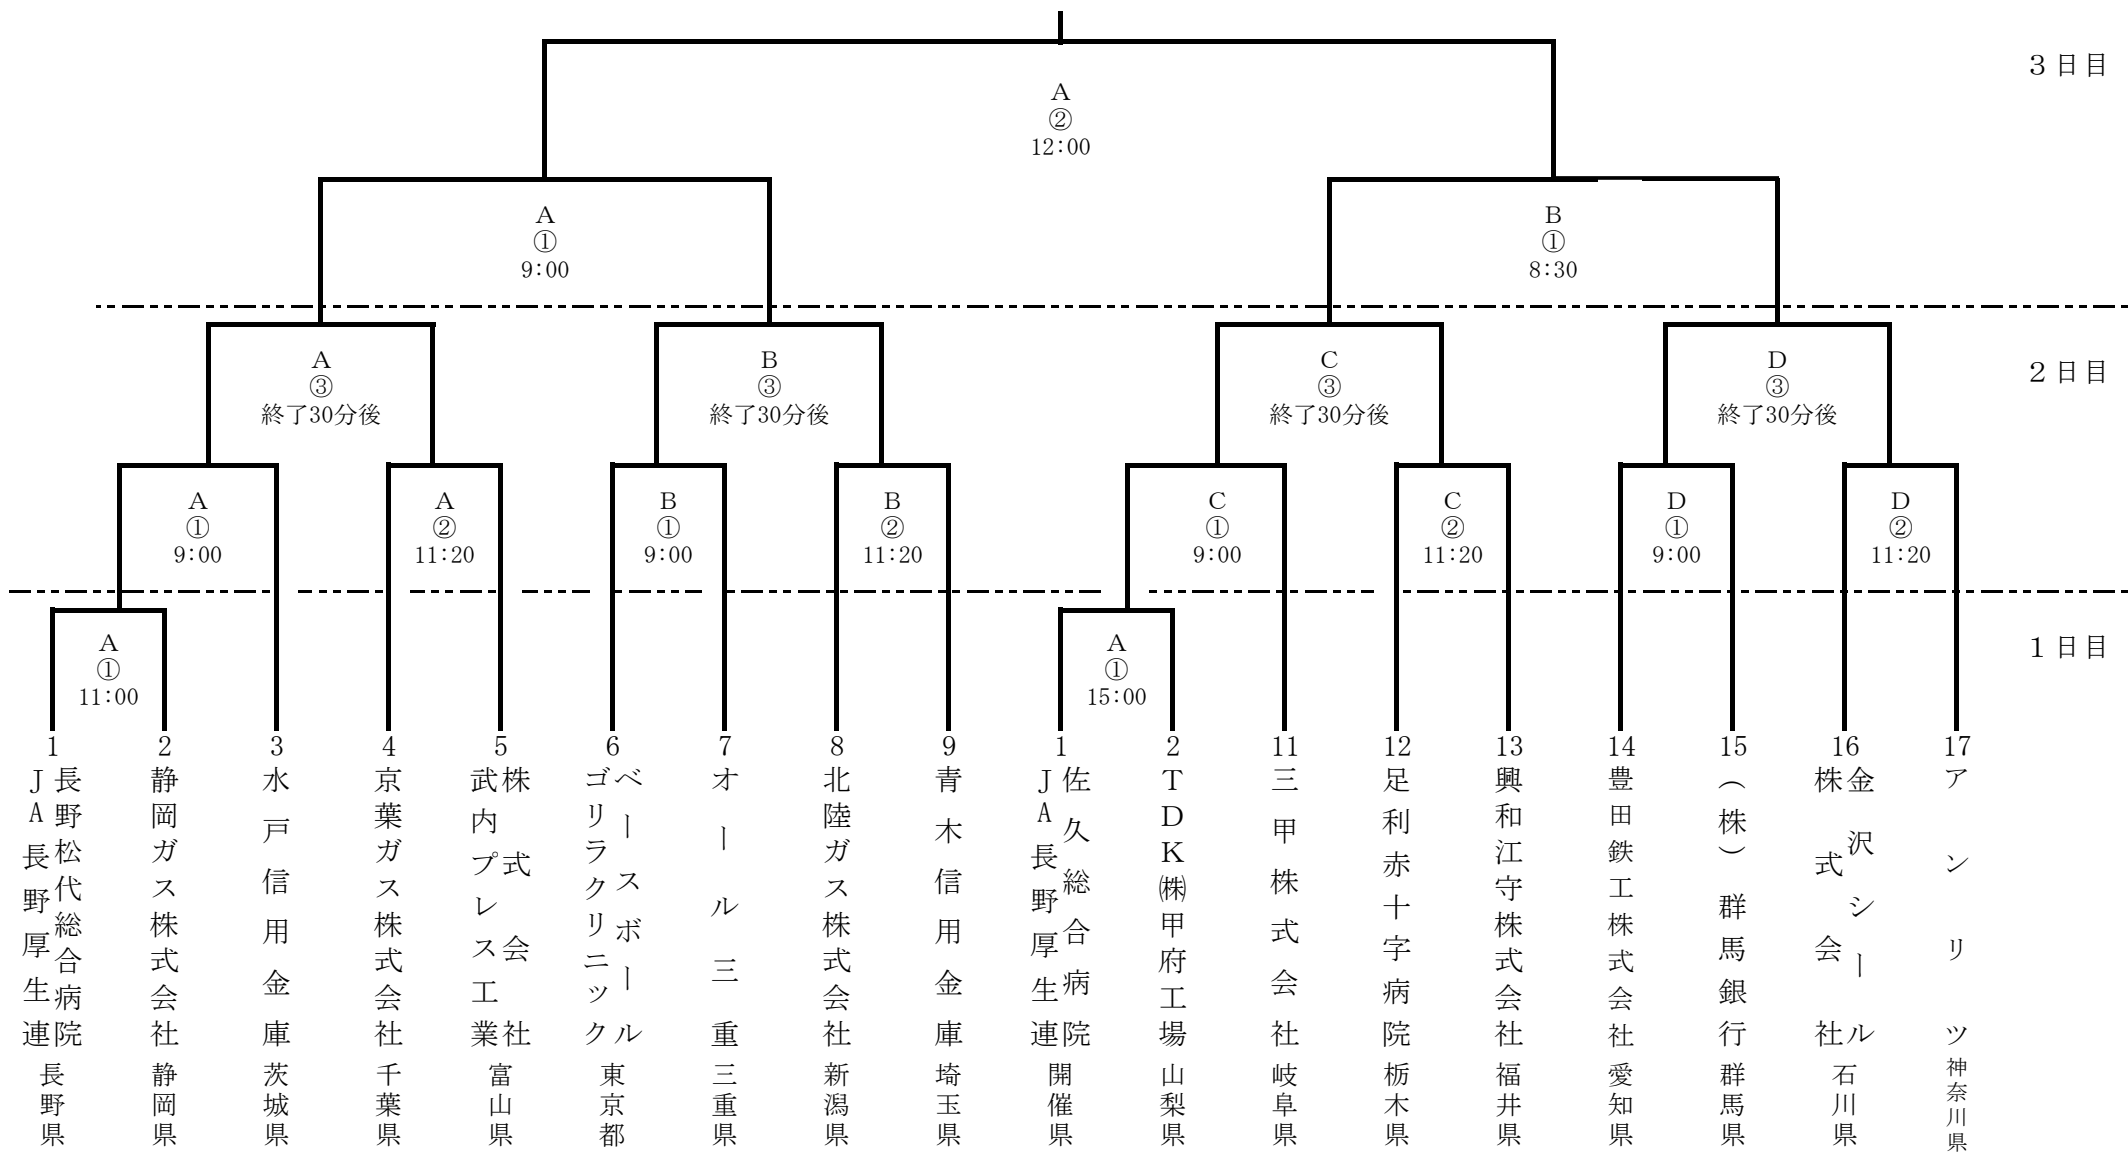 3日目
A
②
12:00
A
①
9:00
B
①
8:30
2日目
A
③
終了30分後
B
③
終了30分後
C
③
終了30分後
D
③
終了30分後
A
①
9:00
A
②
11:20
B
①
9:00
B
②
11:20
C
①
9:00
C
②
11:20
D
①
9:00
D
②
11:20
1日目
A
①
11:00
A
①
15:00
1
JA長野厚生連
長野松代総合病院
長野県
2
静岡ガス株式会社
静岡県
3
水戸信用金庫
茨城県
4
京葉ガス株式会社
千葉県
5
武内プレス工業
株式会社
富山県
6
ゴリラクリニック
ベースボール
東京都
7
オール三重
三重県
8
北陸ガス株式会社
新潟県
9
青木信用金庫
埼玉県
1
JA長野厚生連
佐久総合病院
開催県
2
TDK㈱甲府工場
山梨県
11
三甲株式会社
岐阜県
12
足利赤十字病院
栃木県
13
興和江守株式会社
福井県
14
豊田鉄工株式会社
愛知県
15
(株)群馬銀行
群馬県
16
金沢シール
株式会社
石川県
17
アンリツ
神奈川県